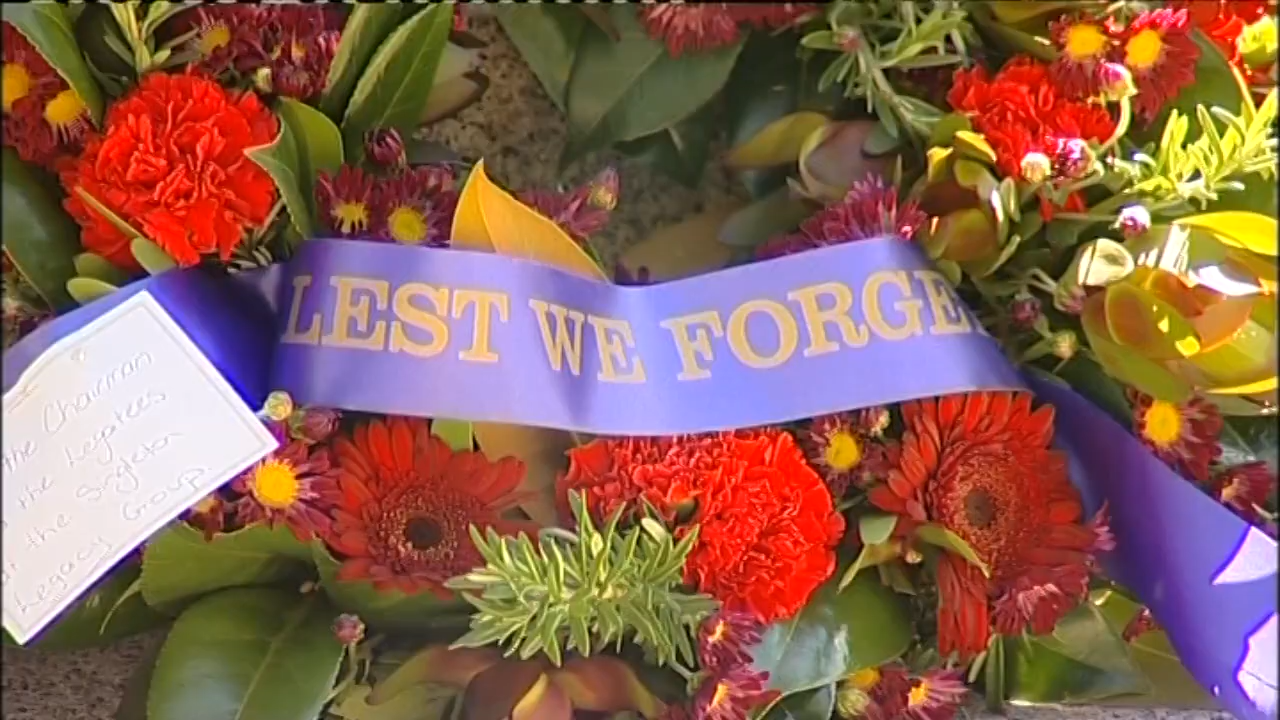 LEST WE FORGE
the Chairman
the Legatees
the Singleton
Legacy Group.